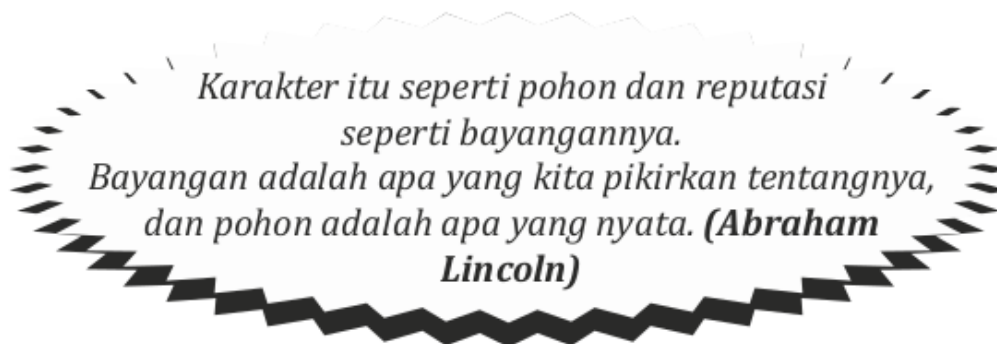 Karakter itu seperti pohon dan reputasi
seperti bayangannya.
Bayangan adalah apa yang kita pikirkan tentangnya,
dan pohon adalah apa yang nyata. (Abraham
Lincoln)